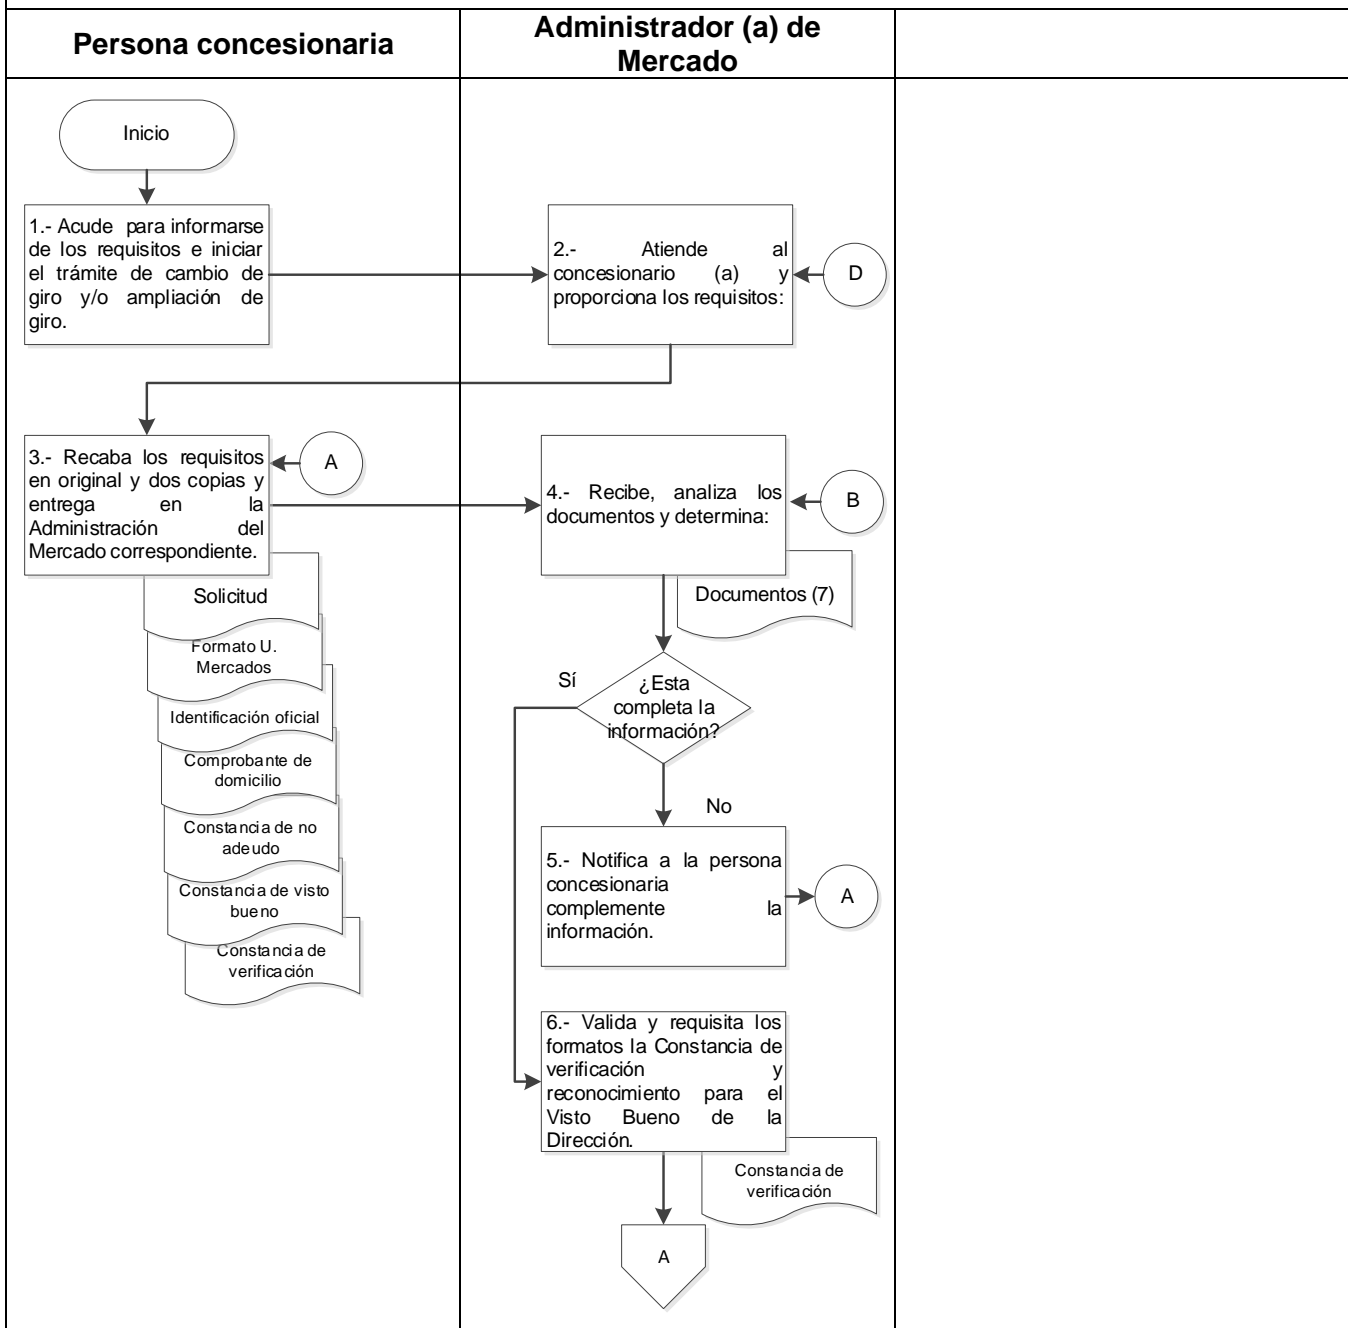 Persona concesionaria
Administrador (a) de
Mercado
Inicio
1.- Acude para informarse
de los requisitos e iniciar
el trámite de cambio de
giro y/o ampliación de
giro.
2.- Atiende al
concesionario (a) y
proporciona los requisitos:
D
3.- Recaba los requisitos
en original y dos copias y
entrega en la
Administración del
Mercado correspondiente.
A
4.- Recibe, analiza los
documentos y determina:
B
Solicitud
Formato U.
Mercados
Identificación oficial
Comprobante de
domicilio
Constancia de no
adeudo
Constancia de visto
bueno
Constancia de
verificación
Documentos (7)
Sí
¿Esta
completa la
información?
No
5.- Notifica a la persona
concesionaria
complemente la
información.
A
6.- Valida y requisita los
formatos la Constancia de
verificación y
reconocimiento para el
Visto Bueno de la
Dirección.
Constancia de
verificación
A